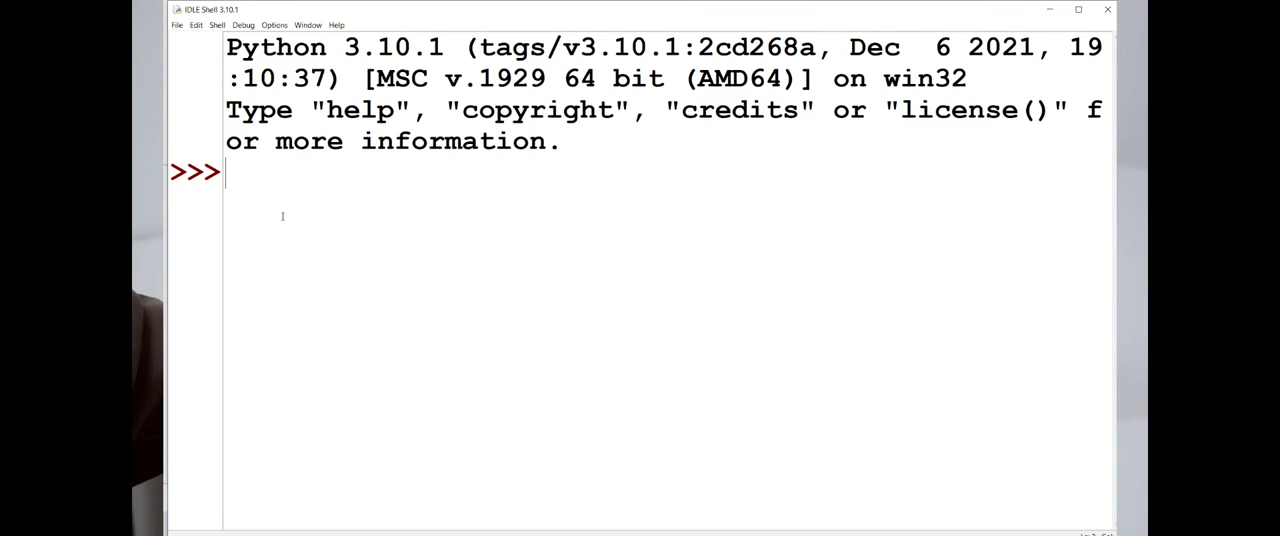 IDLE Shell 3.10.1
File Edit Shell Debug Options Window Help
Python 3.10.1 (tags/v3.10.1:2cd268a, Dec  6 2021, 19
:10:37) [MSC v.1929 64 bit (AMD64)] on win32
Type "help", "copyright", "credits" or "license()" f
or more information.
>>>